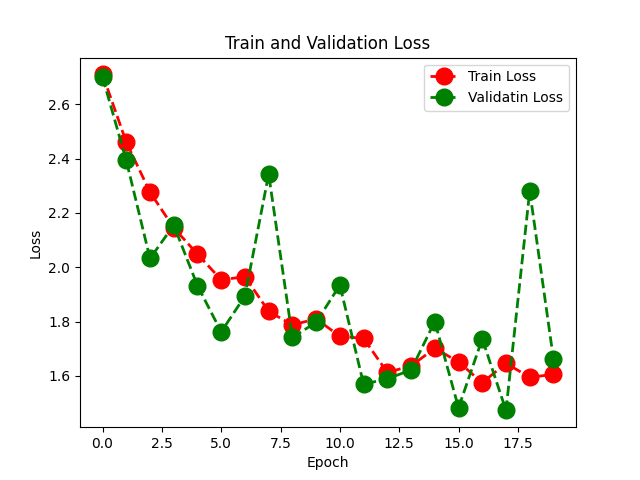 Train and Validation Loss
Train Loss
Validatin Loss
2.6
2.4
2.2
2.0
1.8
1.6
Loss
0.0 2.5 5.0 7.5 10.0 12.5 15.0 17.5
Epoch